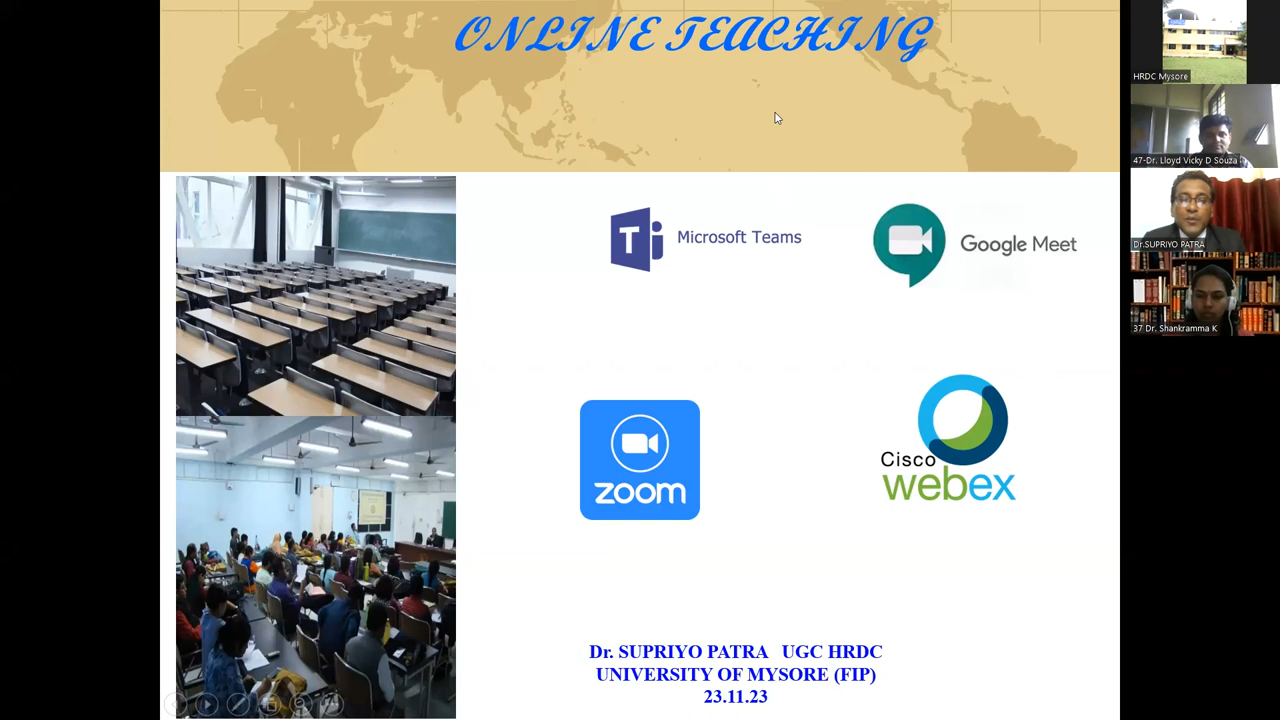 ONLINE TEACHING
Microsoft Teams
Google Meet
zoom
Cisco
webex
Dr. SUPRIYO PATRA UGC HRDC
UNIVERSITY OF MYSORE (FIP)
23.11.23
HRDC Mysore
47-Dr. Lloyd Vicky D Souza
Dr.SUPRIYO PATRA
37 Dr. Shankramma K